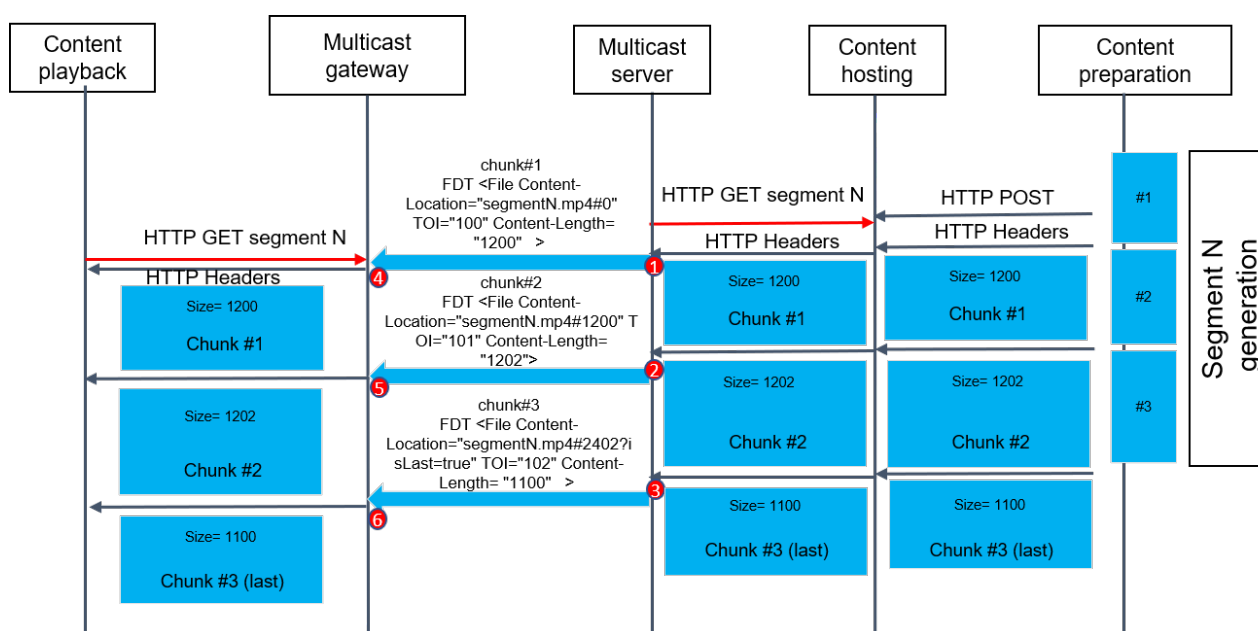 Content
playback
Multicast
gateway
Multicast
server
Content
hosting
Content
preparation
chunk#1
FDT <File Content-
Location="segmentN.mp4#0"
TOI="100" Content-Length=
"1200"   >
HTTP GET segment N
HTTP POST
#1
HTTP GET segment N
HTTP Headers
HTTP Headers
HTTP Headers
4
1
chunk#2
FDT <File Content-
Location="segmentN.mp4#1200" T
OI="101" Content-Length=
"1202">
Size= 1200
Chunk #1
Size= 1200
Chunk #1
Size= 1200
Chunk #1
#2
Segment N
generation
5
2
chunk#3
FDT <File Content-
Location="segmentN.mp4#2402?i
sLast=true" TOI="102" Content-
Length= "1100"   >
Size= 1202
Chunk #2
Size= 1202
Chunk #2
Size= 1202
Chunk #2
#3
6
3
Size= 1100
Chunk #3 (last)
Size= 1100
Chunk #3 (last)
Size= 1100
Chunk #3 (last)